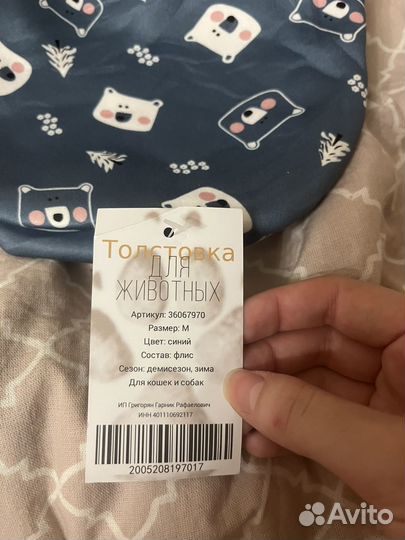 Толстовка
ДЛЯ
ЖИВОТНЫХ
Артикул: 36067970
Размер: М
Цвет: синий
Состав: флис
Сезон: демисезон, зима
Для кошек и собак
ИП Григорян Гарник Рафаелович
ИНН 401110692117
2005208197017
Avito